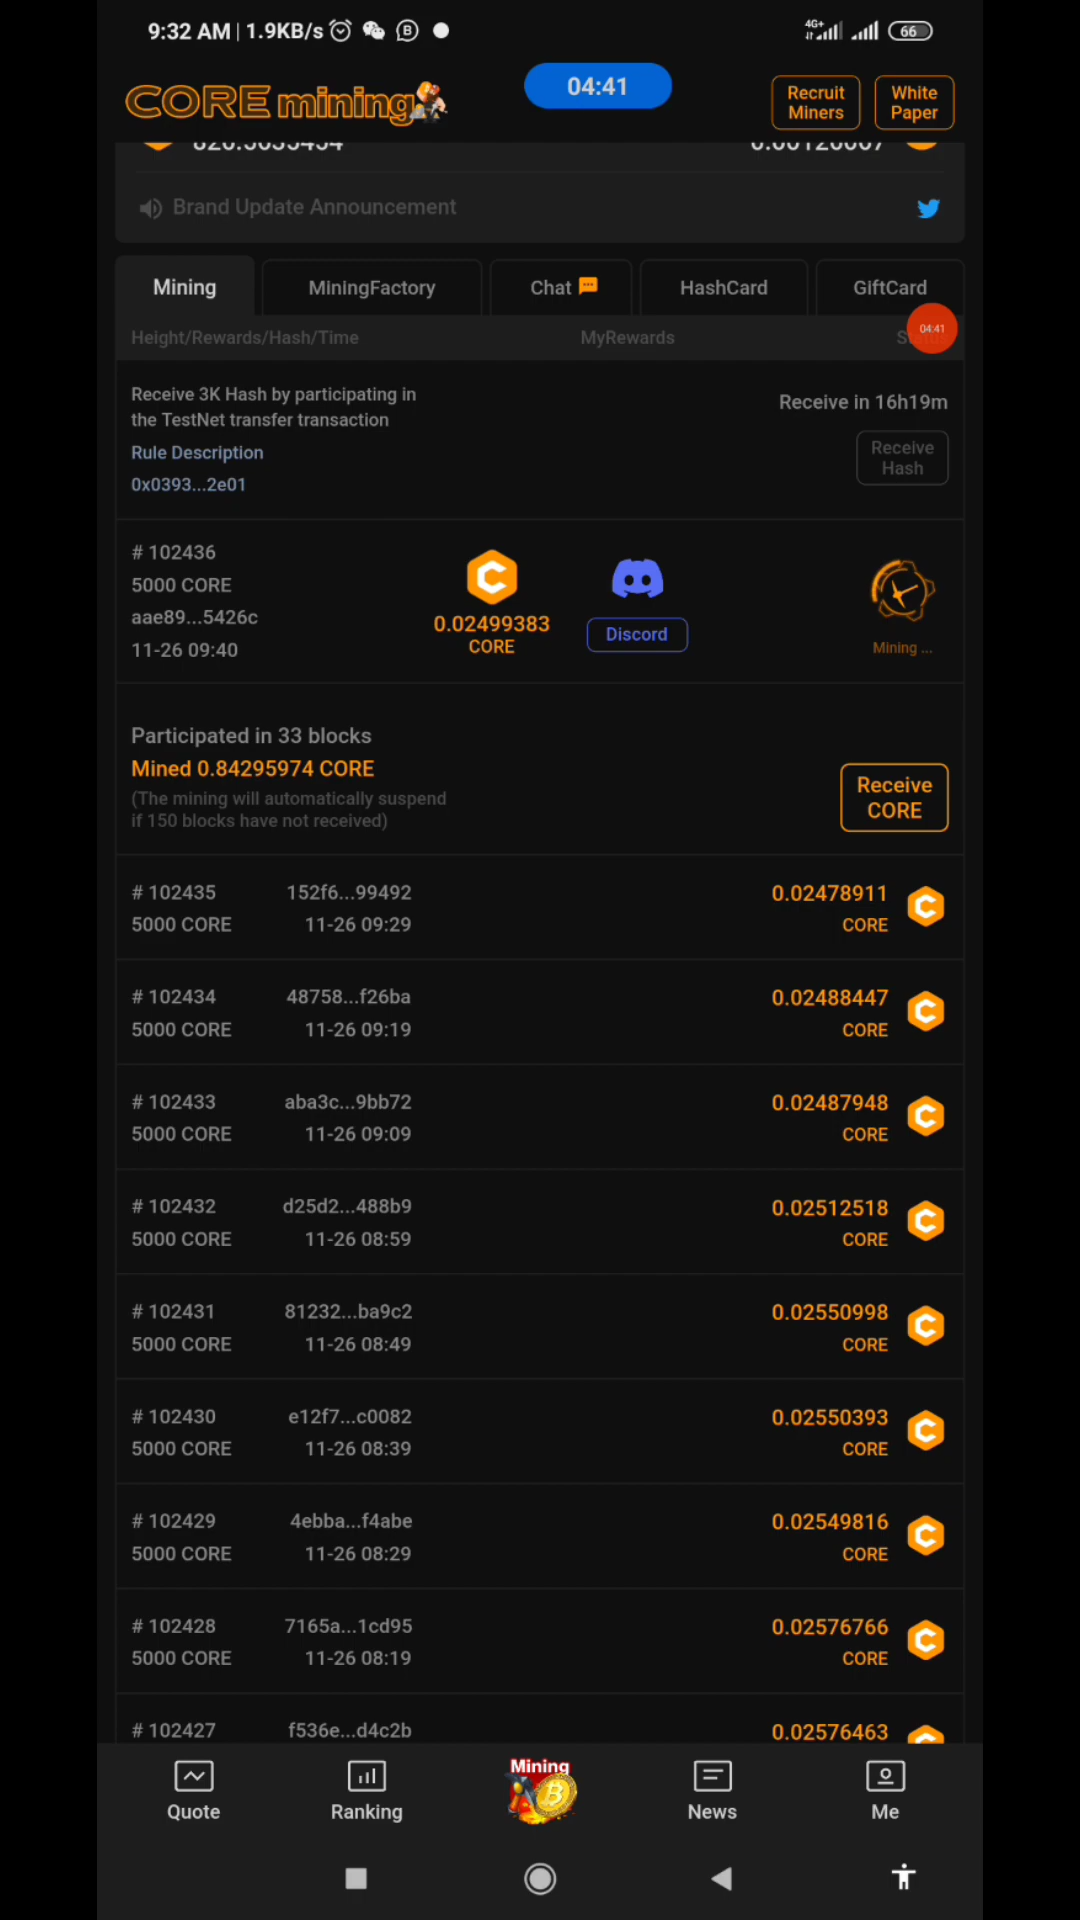 9:32 AM | 1.9KB/s
4G+
66
CORE mining
04:41
Recruit Miners
White Paper
Brand Update Announcement
Mining
MiningFactory
Chat
HashCard
GiftCard
04:41
Height/Rewards/Hash/Time
MyRewards
Receive 3K Hash by participating in
the TestNet transfer transaction
Receive in 16h19m
Rule Description
Receive Hash
0x0393...2e01
# 102436
5000 CORE
aae89...5426c
11-26 09:40
0.02499383
CORE
Discord
Mining ...
Participated in 33 blocks
Mined 0.84295974 CORE
(The mining will automatically suspend
if 150 blocks have not received)
Receive
CORE
# 102435 152f6...99492 0.02478911
5000 CORE 11-26 09:29 CORE
# 102434 48758...f26ba 0.02488447
5000 CORE 11-26 09:19 CORE
# 102433 aba3c...9bb72 0.02487948
5000 CORE 11-26 09:09 CORE
# 102432 d25d2...488b9 0.02512518
5000 CORE 11-26 08:59 CORE
# 102431 81232...ba9c2 0.02550998
5000 CORE 11-26 08:49 CORE
# 102430 e12f7...c0082 0.02550393
5000 CORE 11-26 08:39 CORE
# 102429 4ebba...f4abe 0.02549816
5000 CORE 11-26 08:29 CORE
# 102428 7165a...1cd95 0.02576766
5000 CORE 11-26 08:19 CORE
# 102427 f536e...d4c2b 0.02576463
Mining
Quote
Ranking
News
Me